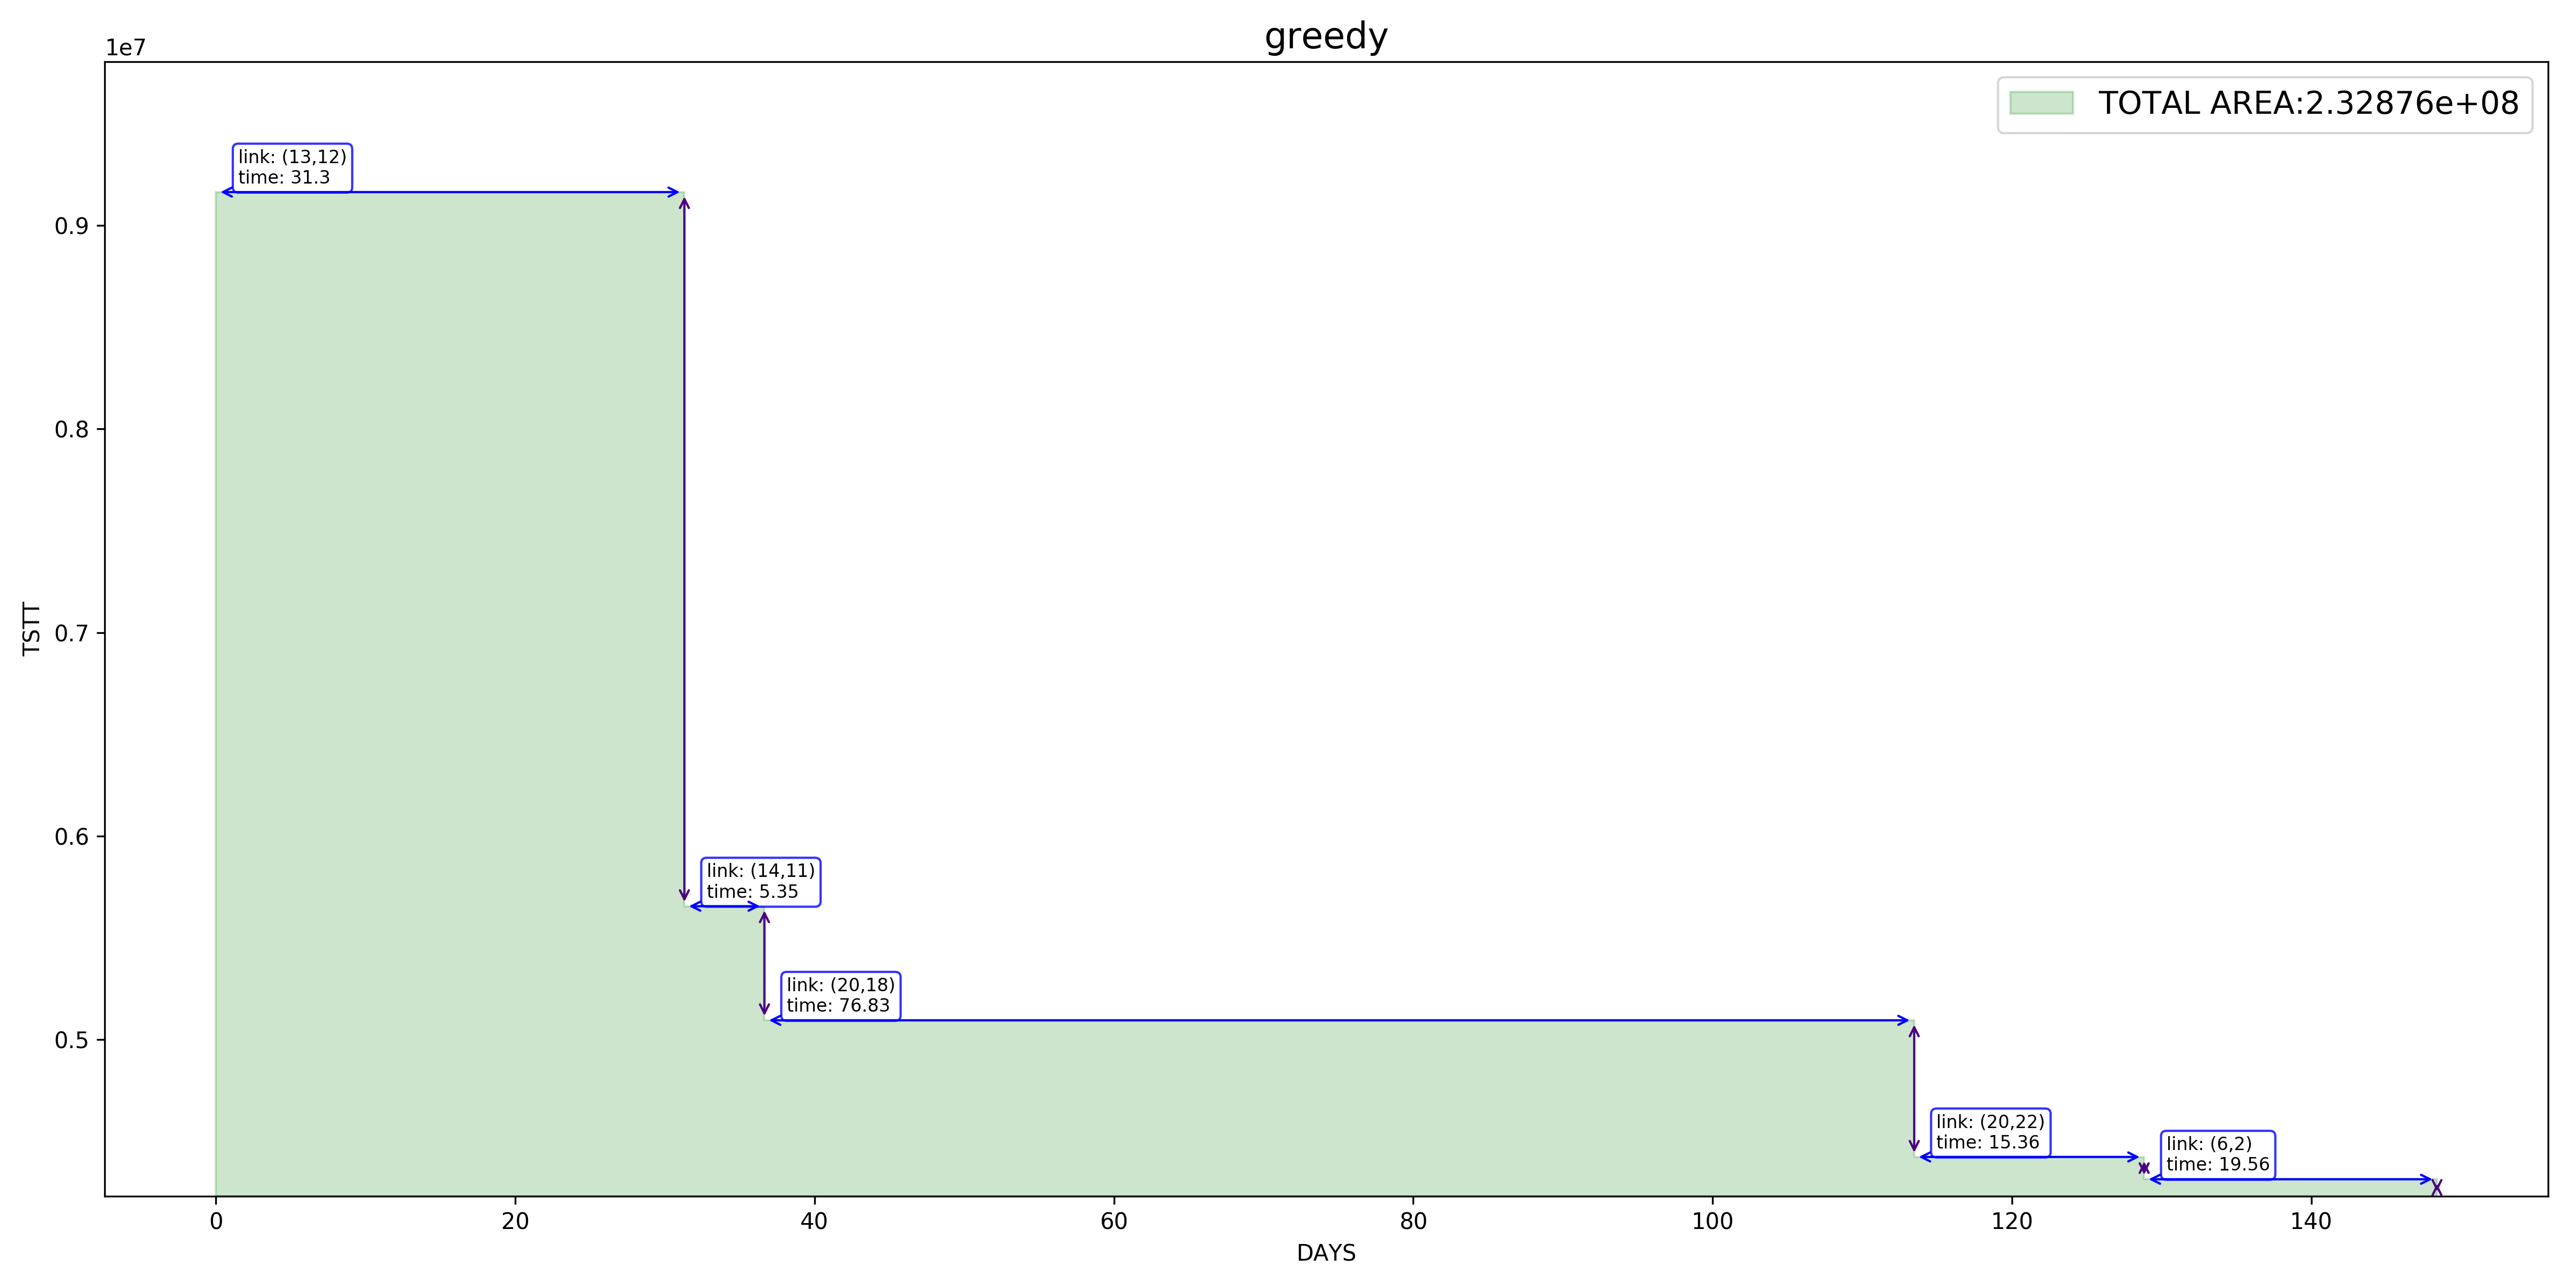 greedy
1e7
TOTAL AREA:2.32876e+08
link: (13,12)
time: 31.3
0.9
0.8
0.7
0.6
0.5
TSTT
link: (14,11)
time: 5.35
link: (20,18)
time: 76.83
link: (20,22)
time: 15.36
link: (6,2)
time: 19.56
0 20 40 60 80 100 120 140
DAYS